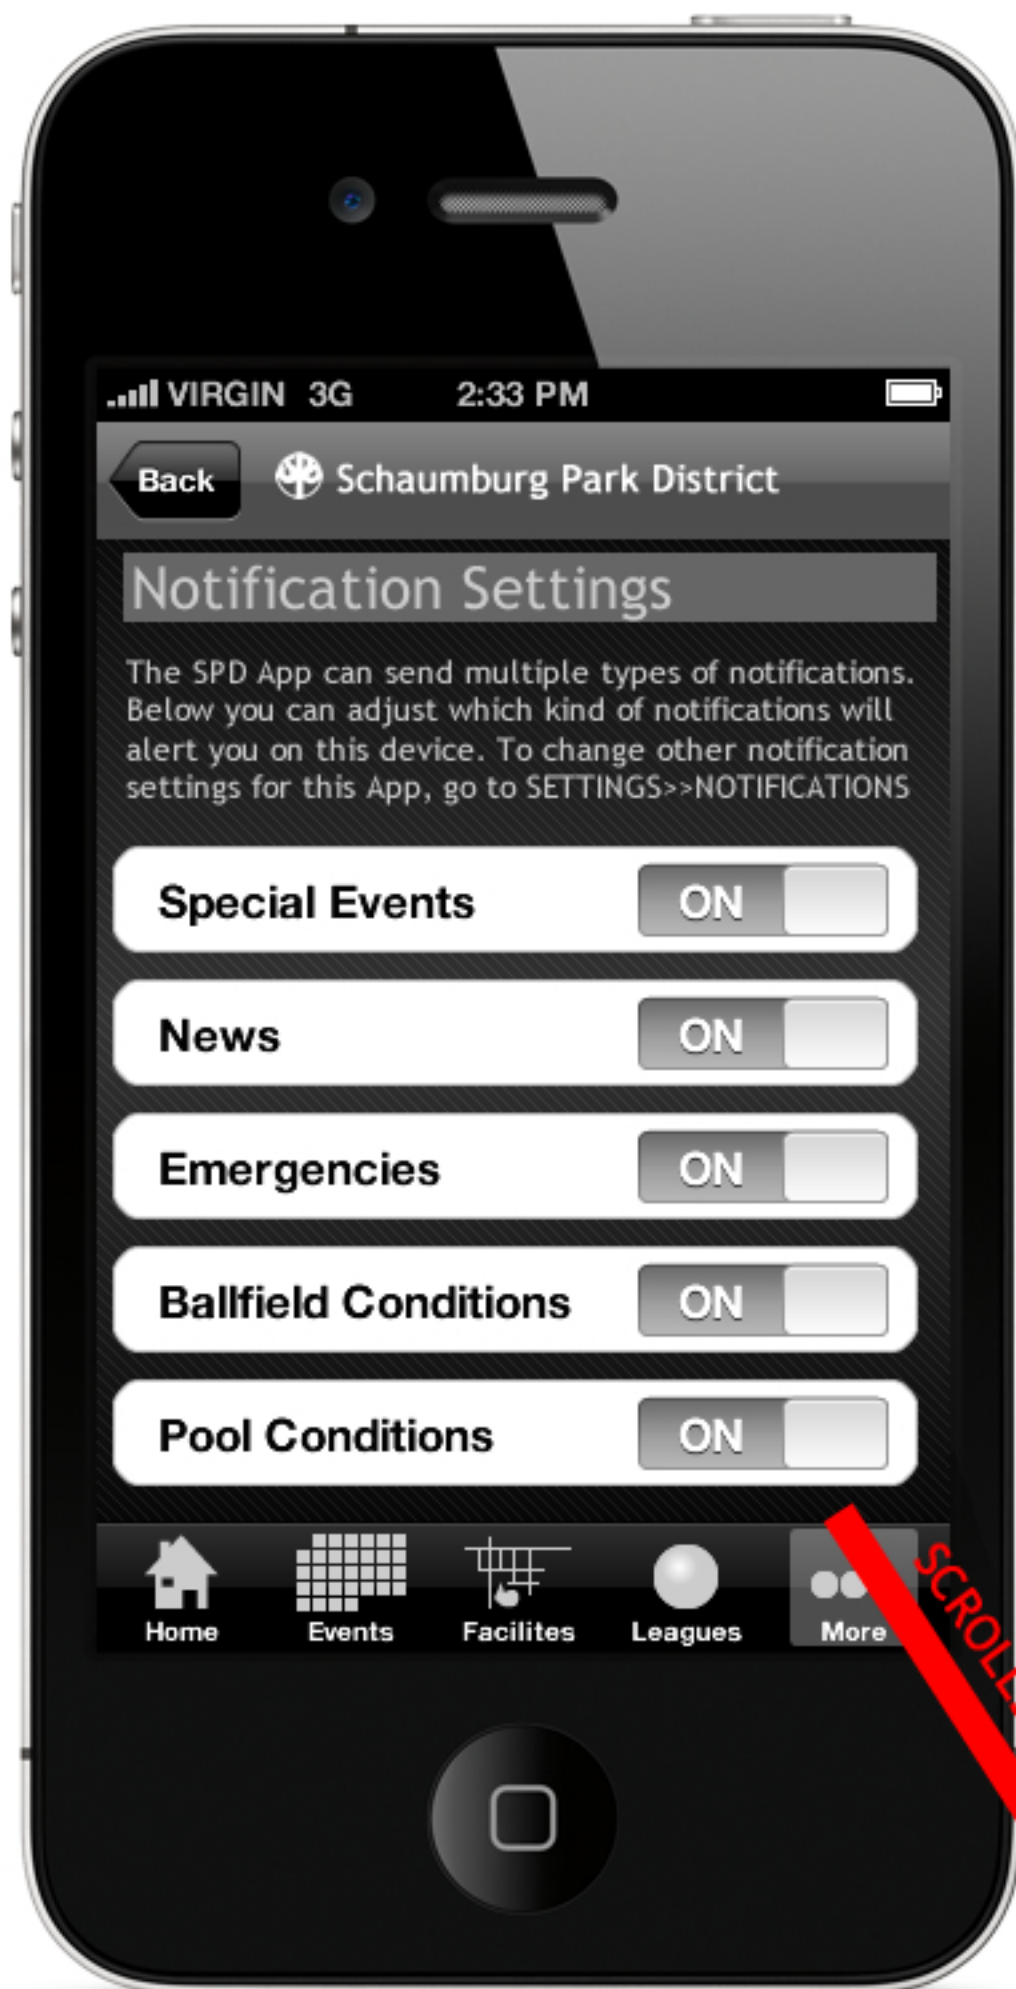 VIRGIN 3G 2:33 PM
Back Schaumburg Park District
Notification Settings
The SPD App can send multiple types of notifications.
Below you can adjust which kind of notifications will
alert you on this device. To change other notification
settings for this App, go to SETTINGS>>NOTIFICATIONS
Special Events ON
News ON
Emergencies ON
Ballfield Conditions ON
Pool Conditions ON
Home Events Facilites Leagues More